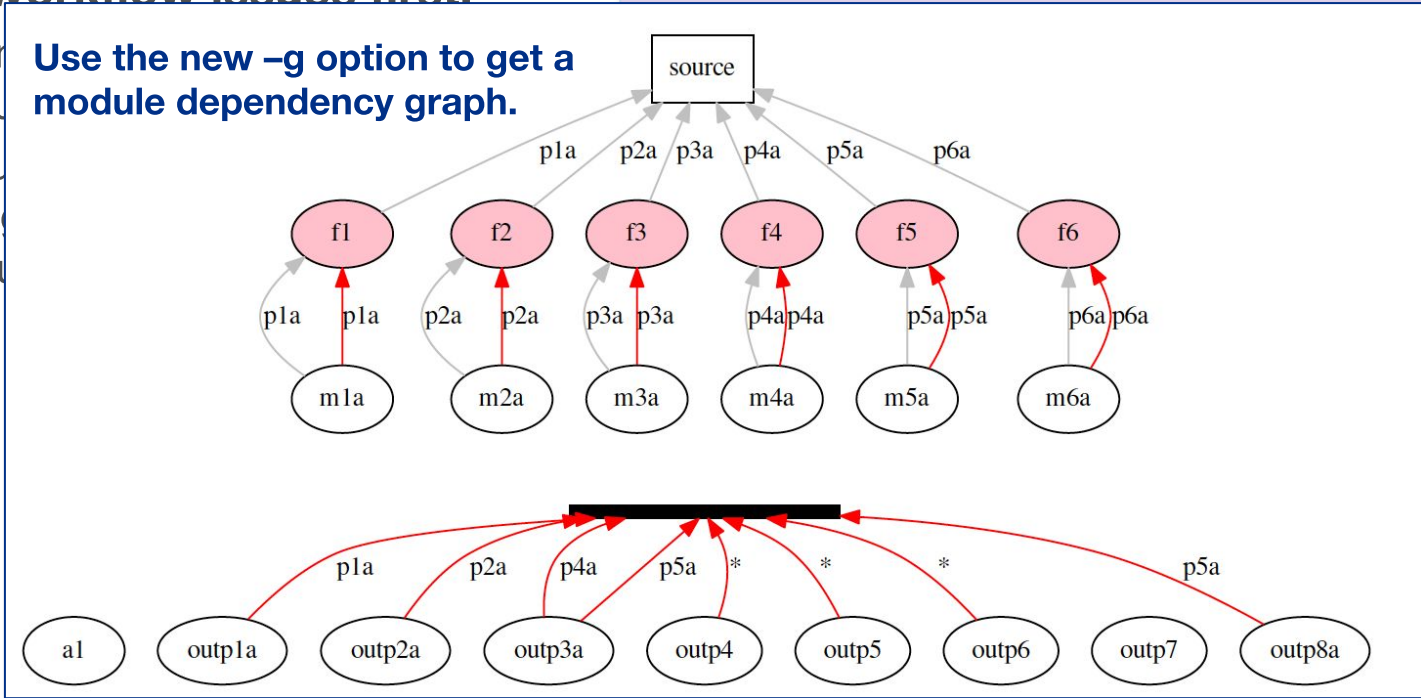 Use the new –g option to get a
module dependency graph.
source
p1a p2a p3a p4a p5a p6a
f1 f2 f3 f4 f5 f6
p1a p1a p2a p2a p3a p3a p4a p4a p5a p5a p6a p6a
m1a m2a m3a m4a m5a m6a
p1a p2a p4a p5a * * * p5a
a1 outp1a outp2a outp3a outp4 outp5 outp6 outp7 outp8a